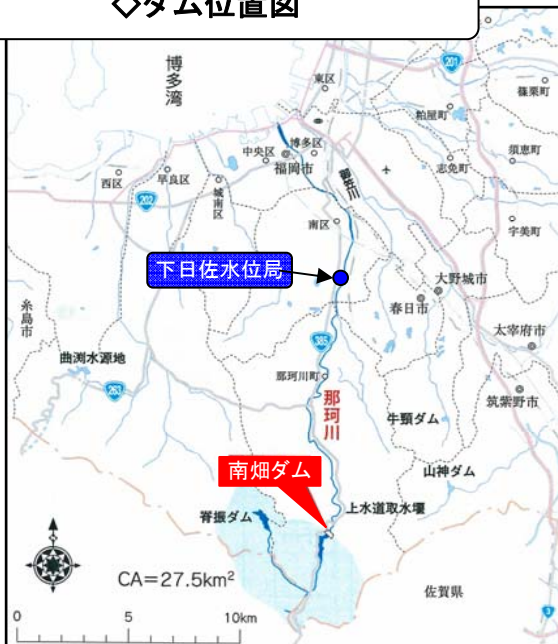 ◇ダム位置図
博多湾
201
篠栗町
東区
粕屋町
須恵町
志免町
中央区
博多区
福岡市
御笠川
西区
早良区
城南区
202
南区
宇美町
下日佐水位局
大野城市
春日市
糸島市
385
太宰府市
曲渕水源地
263
那珂川町
那珂川
筑紫野市
牛頸ダム
南畑ダム
山神ダム
脊振ダム
上水道取水堰
CA=27.5km²
佐賀県
0 5 10km
3